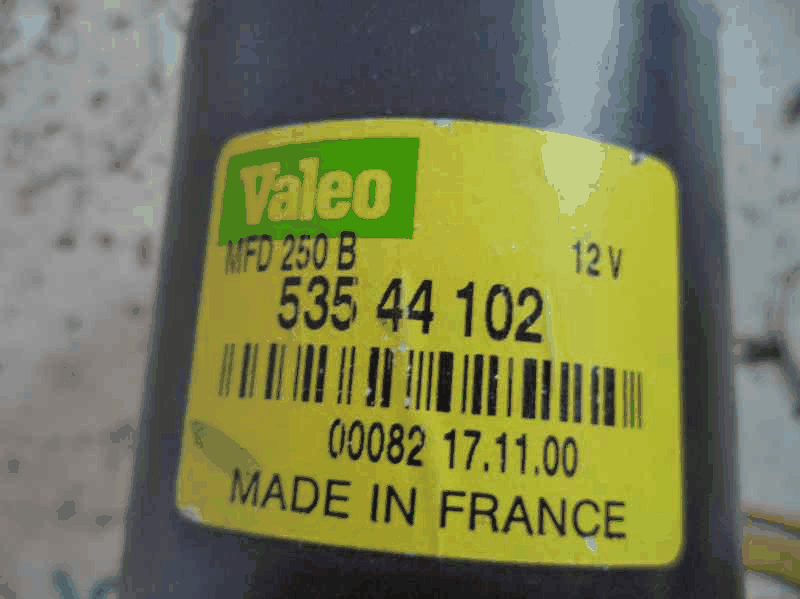 Valeo
MFD 250 B 12 V
535 44 102
00082 17.11.00
MADE IN FRANCE